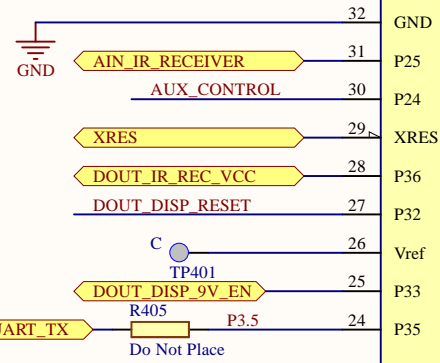 32 GND
GND
AIN_IR_RECEIVER 31 P25
AUX_CONTROL 30 P24
XRES 29 XRES
DOUT_IR_REC_VCC 28 P36
DOUT_DISP_RESET 27 P32
C 26 Vref
TP401
DOUT_DISP_9V_EN 25 P33
R405
ART_TX P3.5 24 P35
Do Not Place